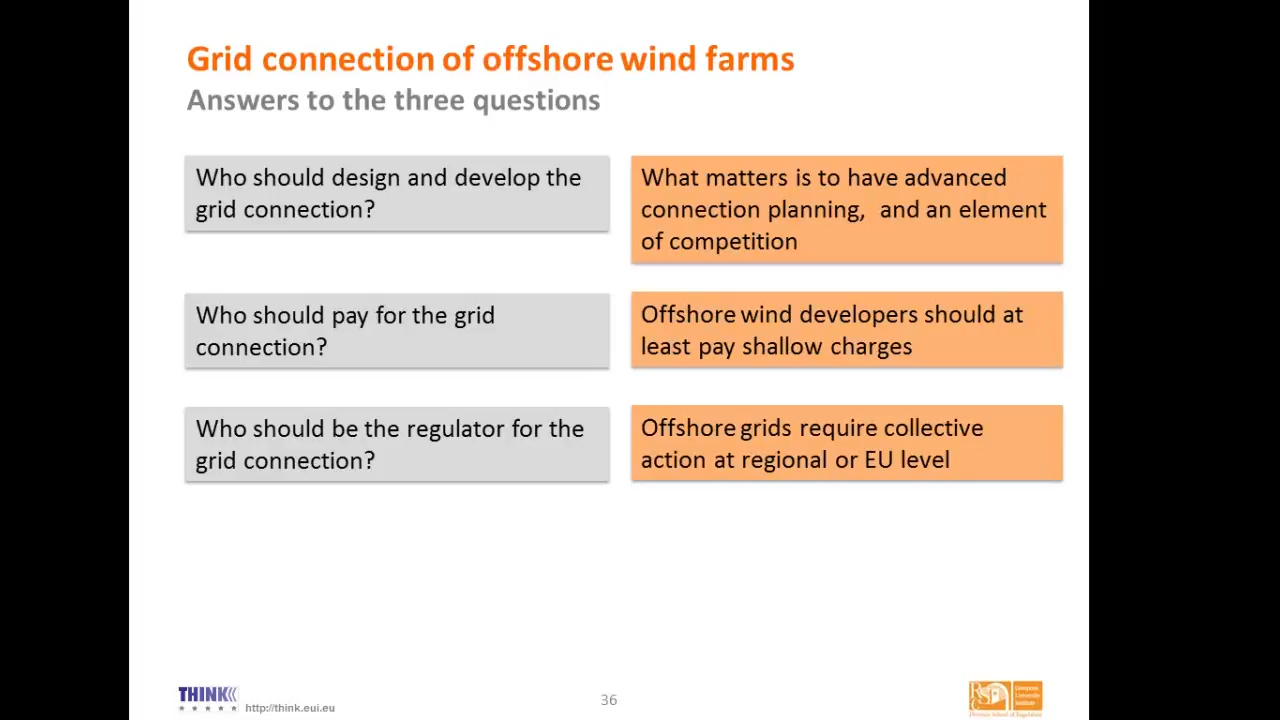 Grid connection of offshore wind farms
Answers to the three questions
Who should design and develop the
grid connection?
What matters is to have advanced
connection planning, and an element
of competition
Who should pay for the grid
connection?
Offshore wind developers should at
least pay shallow charges
Who should be the regulator for the
grid connection?
Offshore grids require collective
action at regional or EU level
THINK
http://think.eui.eu
36
European
University
Institute